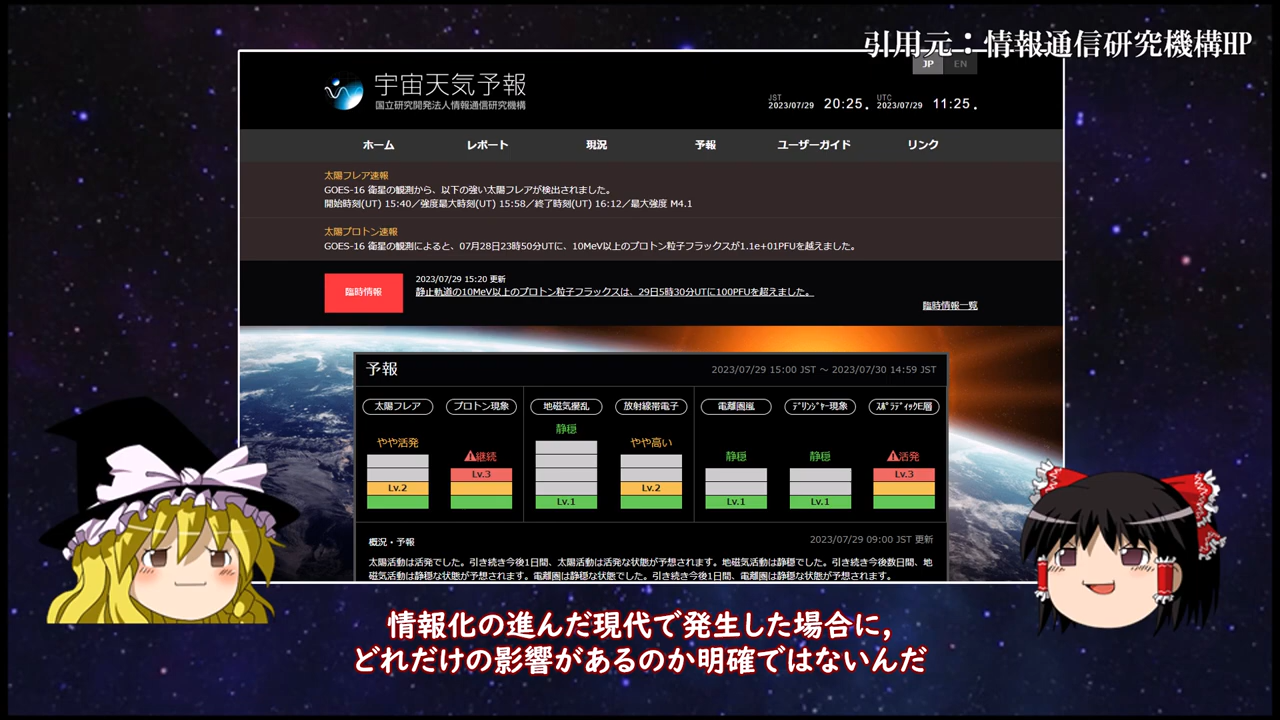 引用元：情報通信研究機構HP
JP EN
宇宙天気予報
国立研究開発法人情報通信研究機構
JST
2023/07/29 20:25.
UTC
2023/07/29 11:25.
ホーム レポート 現況 予報 ユーザーガイド リンク
太陽フレア速報
GOES-16 衛星の観測から、以下の強い太陽フレアが検出されました。
開始時刻(UT) 15:40／強度最大時刻(UT) 15:58／終了時刻(UT) 16:12／最大強度 M4.1
太陽プロトン速報
GOES-16 衛星の観測によると、07月28日23時50分UTに、10MeV以上のプロトン粒子フラックスが1.1e+01PFUを越えました。
臨時情報
2023/07/29 15:20 更新
静止軌道の10MeV以上のプロトン粒子フラックスは、29日5時30分UTに100PFUを超えました。
臨時情報一覧
予報
2023/07/29 15:00 JST ～ 2023/07/30 14:59 JST
太陽フレア プロトン現象 地磁気擾乱 放射線帯電子 電離圏嵐 ﾃﾞﾘﾝｼﾞｬｰ現象 ｽﾎﾟﾗﾃﾞｨｯｸE層
やや活発 継続 静穏 やや高い 静穏 静穏 活発
Lv.2 Lv.3 Lv.1 Lv.2 Lv.1 Lv.1 Lv.3
概況・予報
2023/07/29 09:00 JST 更新
太陽活動は活発でした。引き続き今後1日間、太陽活動は活発な状態が予想されます。地磁気活動は静穏でした。引き続き今後数日間、地
磁気活動は静穏な状態が予想されます。電離圏は静穏な状態でした。引き続き今後1日間、電離圏は静穏な状態が予想されます。
情報化の進んだ現代で発生した場合に，
どれだけの影響があるのか明確ではないんだ